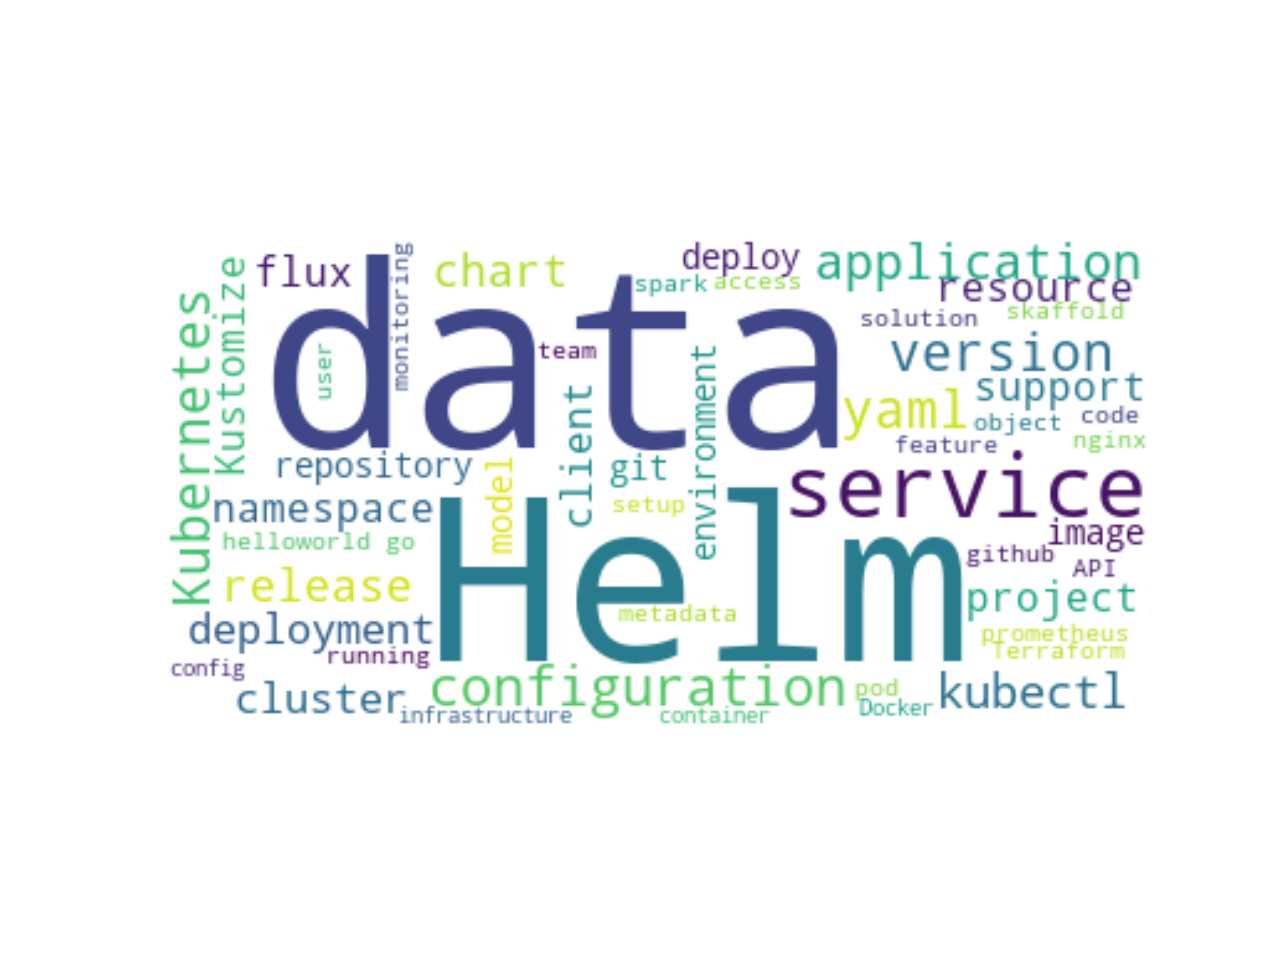 flux
monitoring
chart
deploy
application
Kustomize
Kubernetes
data
spark
access
resource
solution
skaffold
user
team
version
client
environment
yaml
support
object
code
feature
nginx
repository
model
git
service
namespace
setup
Helm
image
helloworld go
github
API
release
metadata
project
deployment
prometheus
running
Terraform
config
cluster
configuration
pod
kubectl
infrastructure
container
Docker